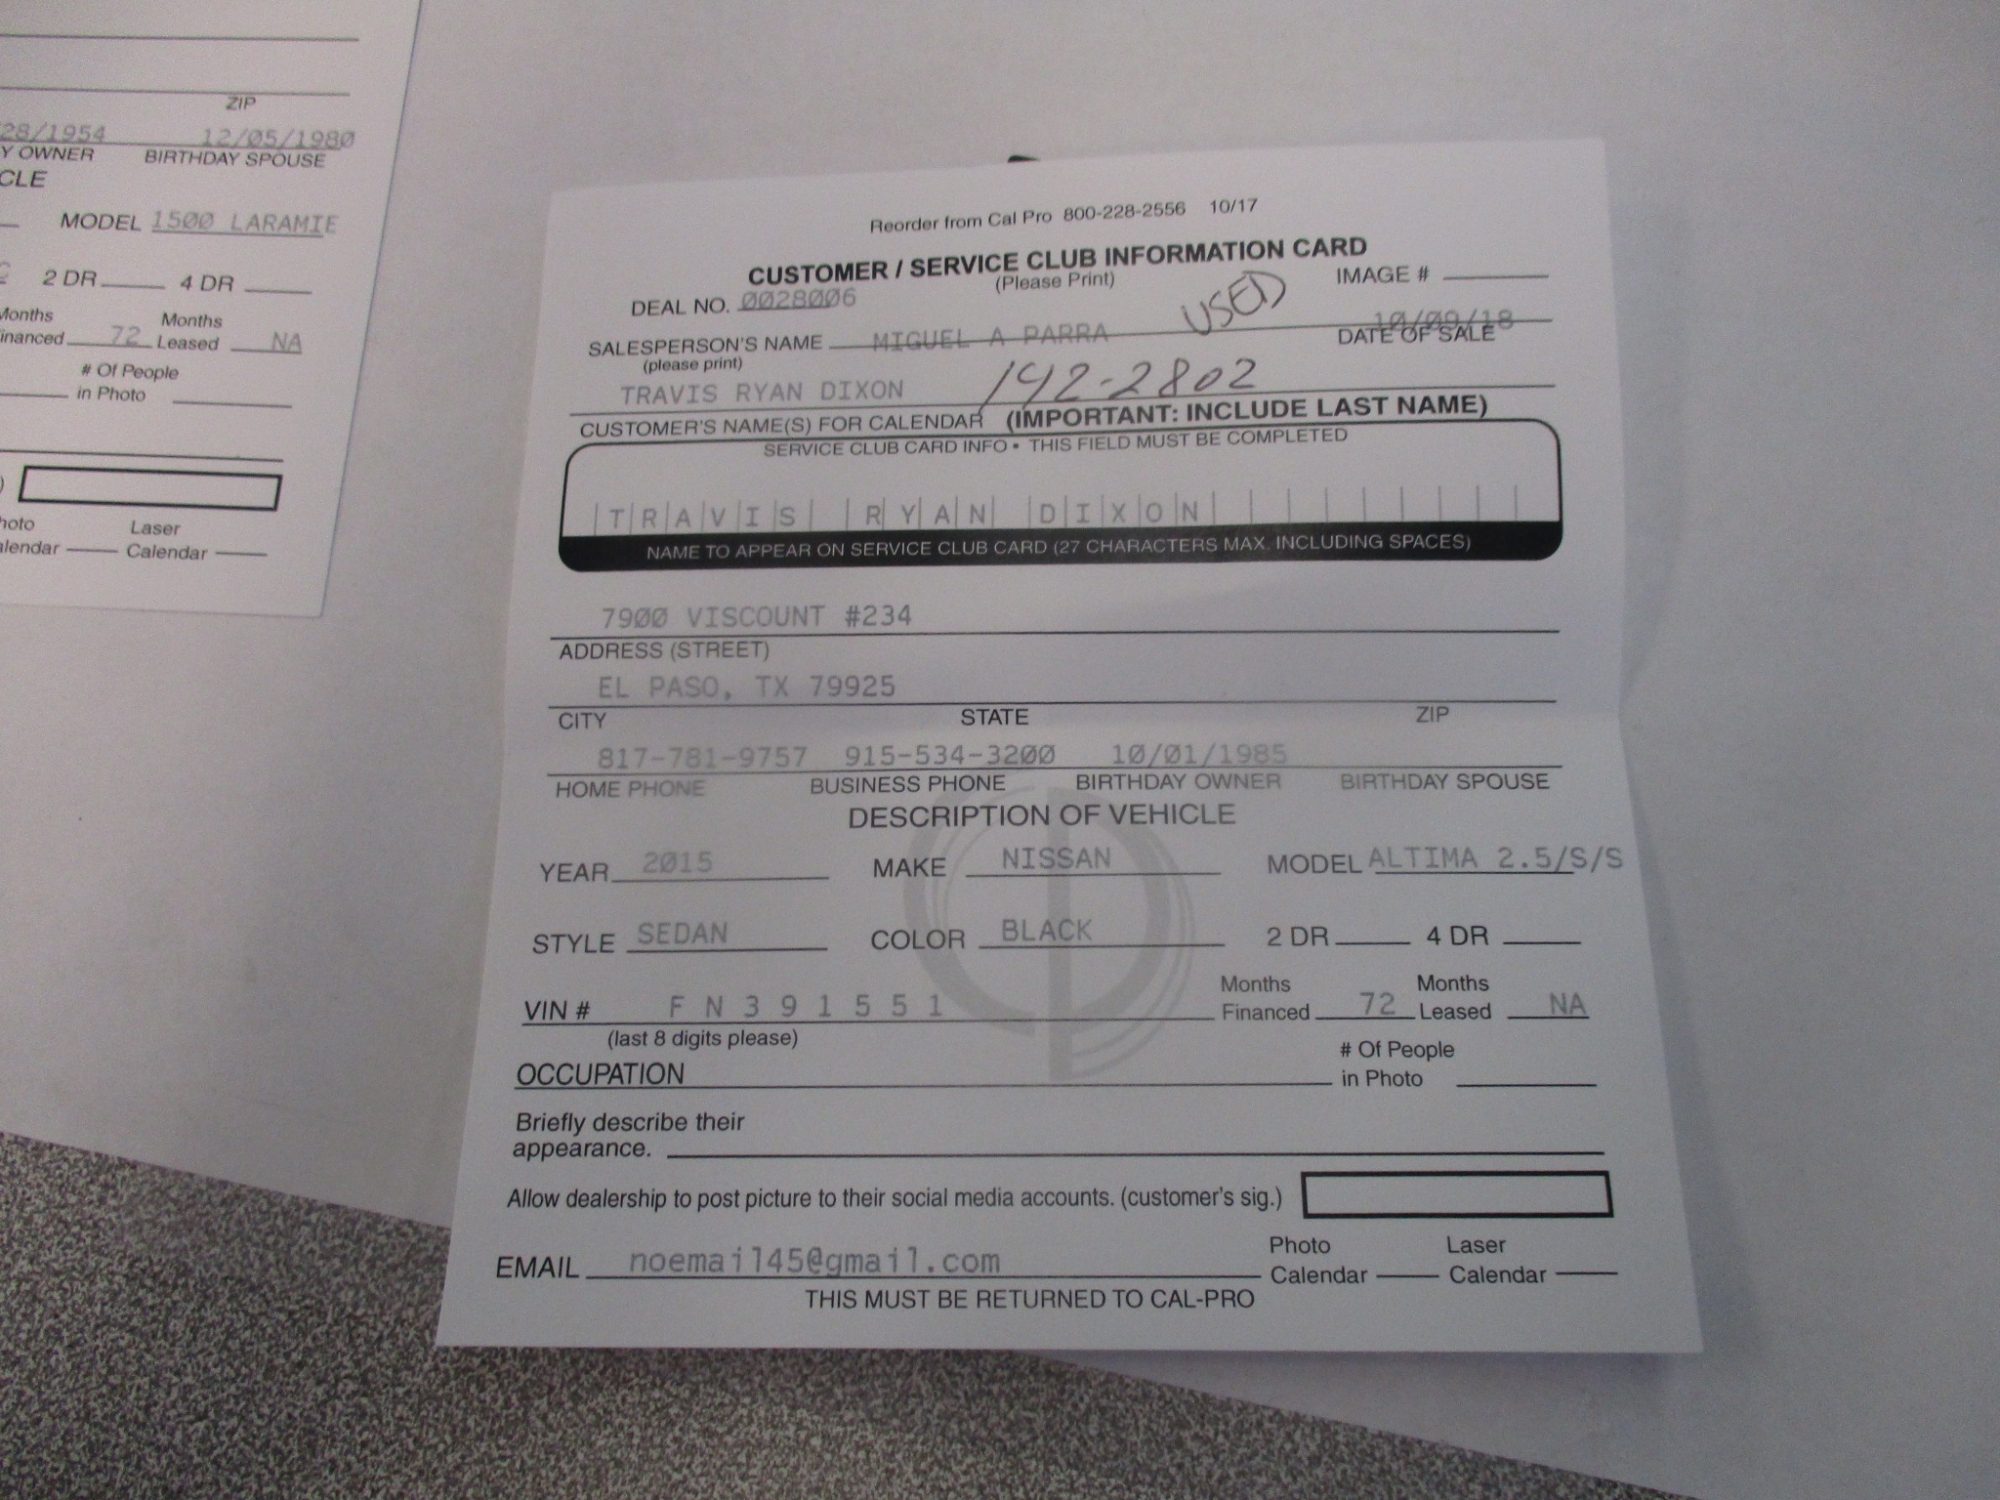 ZIP
28/1954 12/05/1980
Y OWNER BIRTHDAY SPOUSE
CLE
MODEL 1500 LARAMIE
2 DR 4 DR
Months Months
inanced 72 Leased NA
# Of People
in Photo
)
hoto Laser
alendar Calendar
Reorder from Cal Pro 800-228-2556 10/17
CUSTOMER / SERVICE CLUB INFORMATION CARD
(Please Print)
IMAGE #
DEAL NO. 0028006
USED
10/09/18
SALESPERSON'S NAME MIGUEL A PARRA DATE OF SALE
(please print)
TRAVIS RYAN DIXON 142-2802
CUSTOMER'S NAME(S) FOR CALENDAR (IMPORTANT: INCLUDE LAST NAME)
SERVICE CLUB CARD INFO • THIS FIELD MUST BE COMPLETED
TRAVIS RYAN DIXON
NAME TO APPEAR ON SERVICE CLUB CARD (27 CHARACTERS MAX. INCLUDING SPACES)
7900 VISCOUNT #234
ADDRESS (STREET)
EL PASO, TX 79925
CITY STATE ZIP
817-781-9757 915-534-3200 10/01/1985
HOME PHONE BUSINESS PHONE BIRTHDAY OWNER BIRTHDAY SPOUSE
DESCRIPTION OF VEHICLE
YEAR 2015 MAKE NISSAN MODEL ALTIMA 2.5/S/S
STYLE SEDAN COLOR BLACK 2 DR 4 DR
Months Months
VIN # F N 3 9 1 5 5 1 Financed 72 Leased NA
(last 8 digits please)
# Of People
OCCUPATION in Photo
Briefly describe their
appearance.
Allow dealership to post picture to their social media accounts. (customer's sig.)
Photo Laser
EMAIL noemail45@gmail.com Calendar Calendar
THIS MUST BE RETURNED TO CAL-PRO